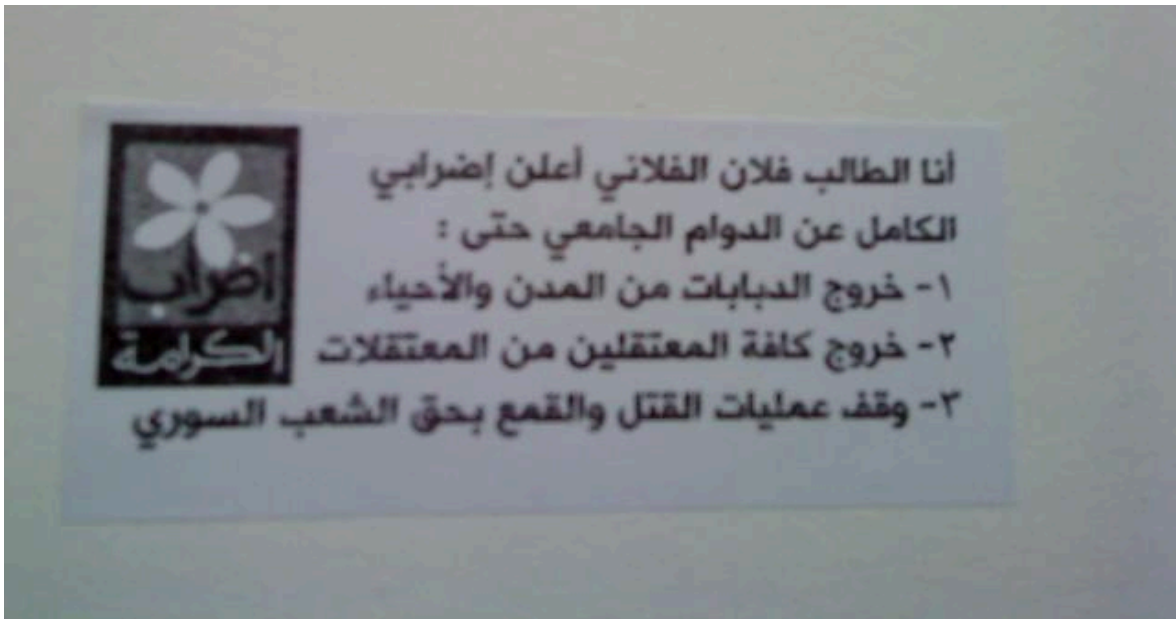 أنا الطالب فلان الفلاني أعلن إضرابي
الكامل عن الدوام الجامعي حتى :
١- خروج الدبابات من المدن والأحياء
٢- خروج كافة المعتقلين من المعتقلات
٣- وقف عمليات القتل والقمع بحق الشعب السوري
اضراب
الكرامة